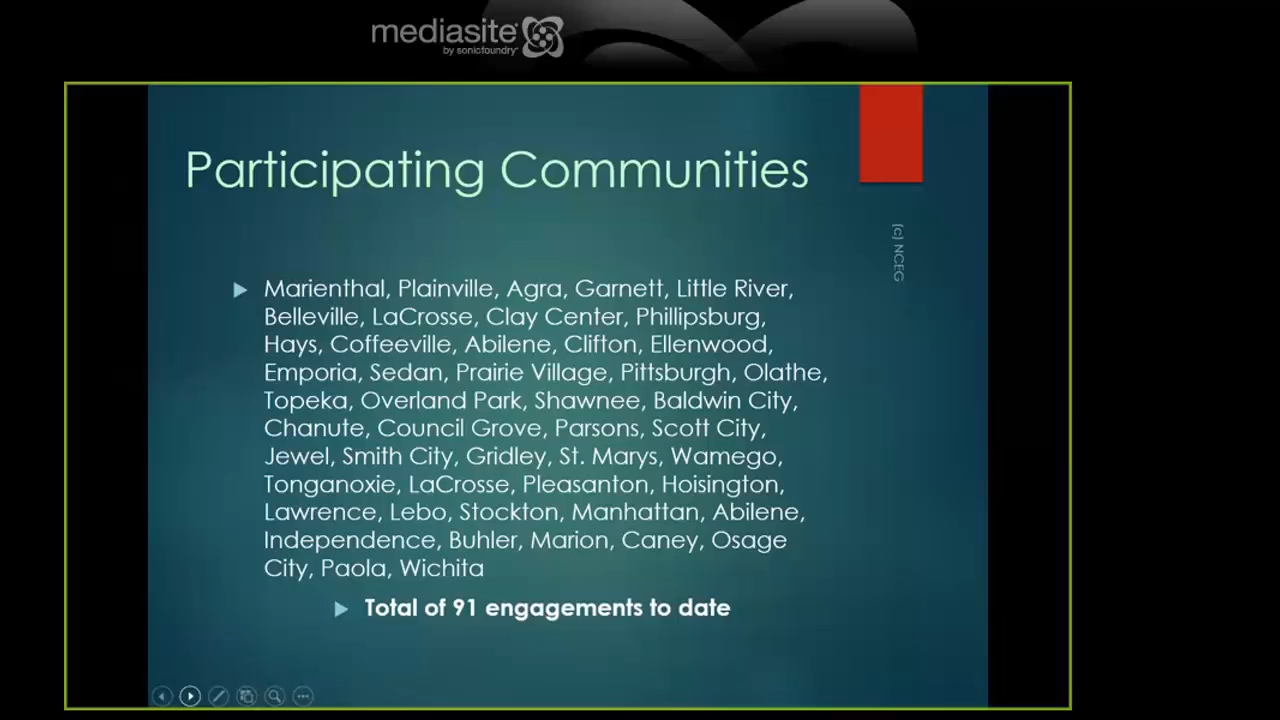 mediasite
by sonicfoundry
Participating Communities
(c) NCEG
Marienthal, Plainville, Agra, Garnett, Little River,
Belleville, LaCrosse, Clay Center, Phillipsburg,
Hays, Coffeeville, Abilene, Clifton, Ellenwood,
Emporia, Sedan, Prairie Village, Pittsburgh, Olathe,
Topeka, Overland Park, Shawnee, Baldwin City,
Chanute, Council Grove, Parsons, Scott City,
Jewel, Smith City, Gridley, St. Marys, Wamego,
Tonganoxie, LaCrosse, Pleasanton, Hoisington,
Lawrence, Lebo, Stockton, Manhattan, Abilene,
Independence, Buhler, Marion, Caney, Osage
City, Paola, Wichita
Total of 91 engagements to date